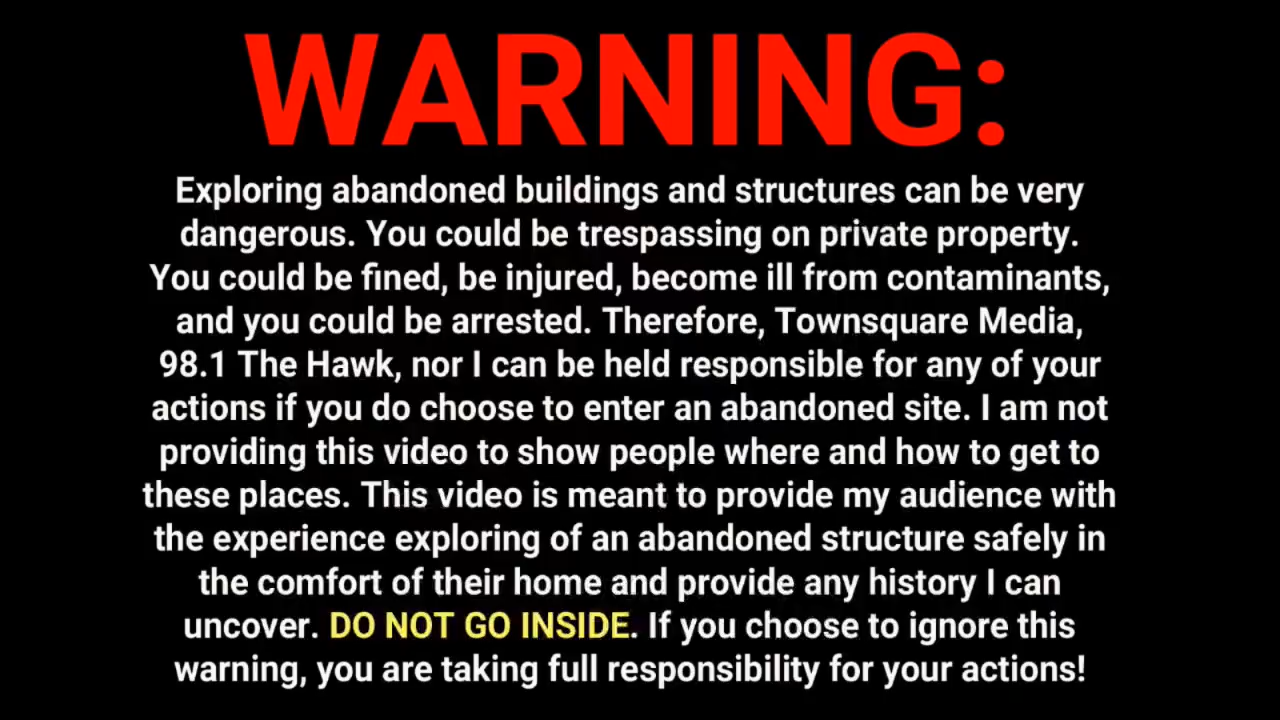 WARNING:
Exploring abandoned buildings and structures can be very
dangerous. You could be trespassing on private property.
You could be fined, be injured, become ill from contaminants,
and you could be arrested. Therefore, Townsquare Media,
98.1 The Hawk, nor I can be held responsible for any of your
actions if you do choose to enter an abandoned site. I am not
providing this video to show people where and how to get to
these places. This video is meant to provide my audience with
the experience exploring of an abandoned structure safely in
the comfort of their home and provide any history I can
uncover. DO NOT GO INSIDE. If you choose to ignore this
warning, you are taking full responsibility for your actions!